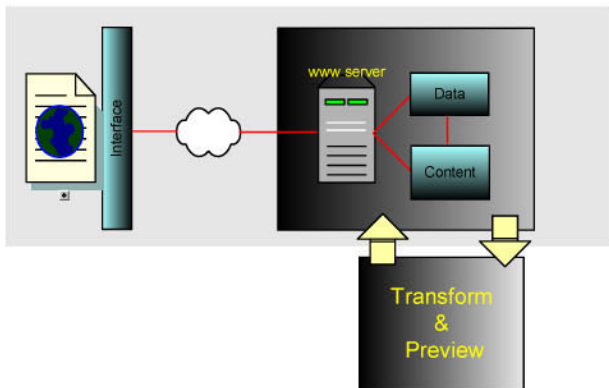 Interface
www server
Data
Content
Transform
&
Preview